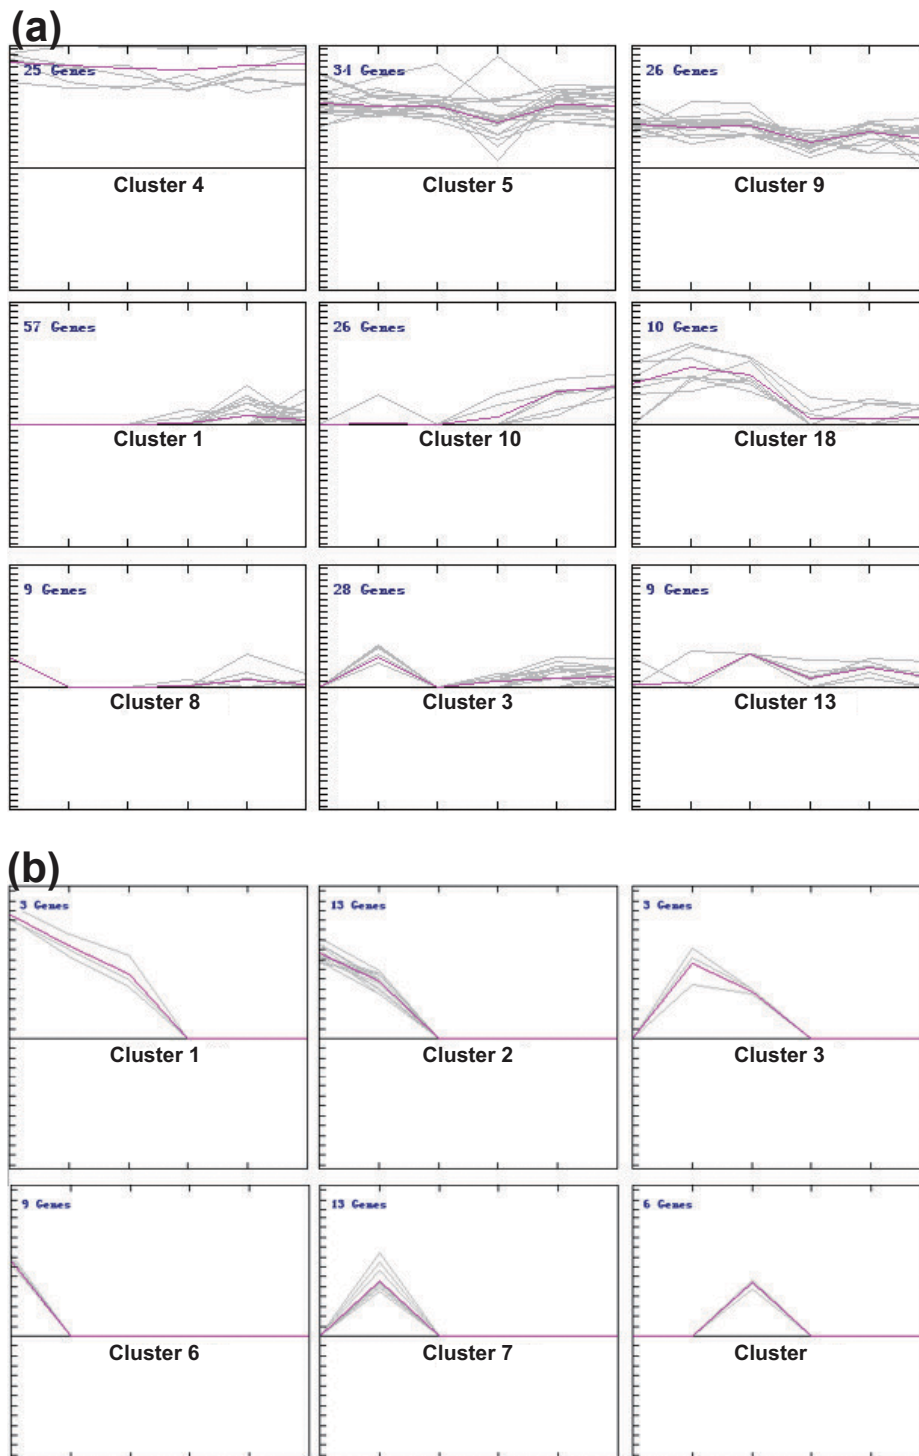 (a)
25 Genes
34 Genes
26 Genes
Cluster 4
Cluster 5
Cluster 9
57 Genes
26 Genes
10 Genes
Cluster 1
Cluster 10
Cluster 18
9 Genes
28 Genes
9 Genes
Cluster 8
Cluster 3
Cluster 13
(b)
3 Genes
13 Genes
3 Genes
Cluster 1
Cluster 2
Cluster 3
9 Genes
13 Genes
6 Genes
Cluster 6
Cluster 7
Cluster